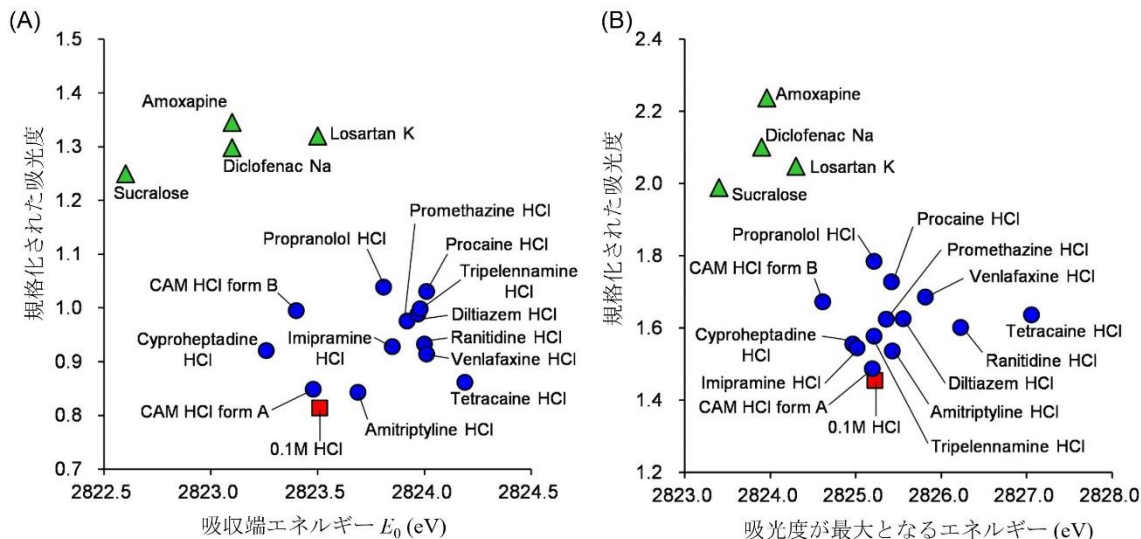 (A)
1.5
1.4
1.3
1.2
1.1
1.0
0.9
0.8
0.7
規格化された吸光度
Amoxapine
Losartan K
Diclofenac Na
Sucralose
Promethazine HCl
Propranolol HCl
Procaine HCl
Tripelennamine
HCl
CAM HCl form B
Diltiazem HCl
Cyproheptadine
HCl
Imipramine
HCl
Ranitidine HCl
Venlafaxine HCl
CAM HCl form A
Tetracaine HCl
Amitriptyline HCl
0.1M HCl
2822.5
2823.0
2823.5
2824.0
2824.5
吸収端エネルギー E0 (eV)
(B)
2.4
2.2
2.0
1.8
1.6
1.4
1.2
規格化された吸光度
Amoxapine
Diclofenac Na
Losartan K
Sucralose
Procaine HCl
Propranolol HCl
Promethazine HCl
CAM HCl form B
Venlafaxine HCl
Tetracaine HCl
Cyproheptadine
HCl
Ranitidine HCl
Imipramine HCl
Diltiazem HCl
CAM HCl form A
Amitriptyline HCl
0.1M HCl
Tripelennamine HCl
2823.0
2824.0
2825.0
2826.0
2827.0
2828.0
吸光度が最大となるエネルギー (eV)